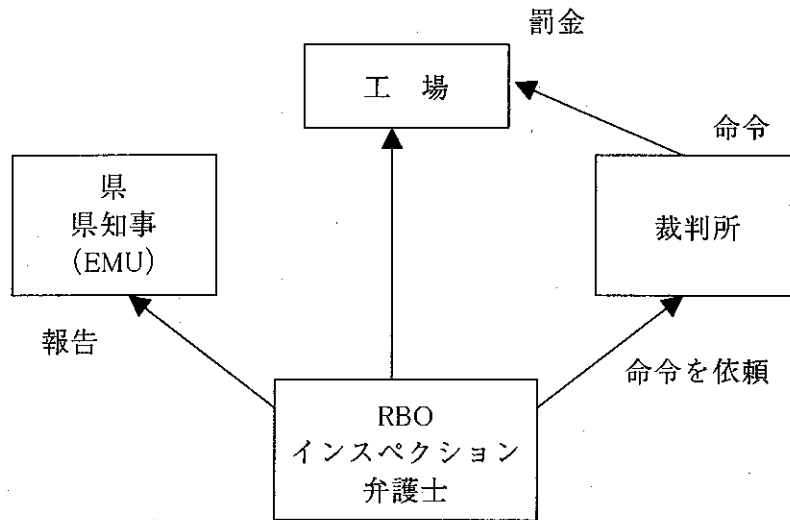 罰金
工 場
命令
県
県知事
(EMU)
裁判所
報告
命令を依頼
RBO
インスペクション
弁護士